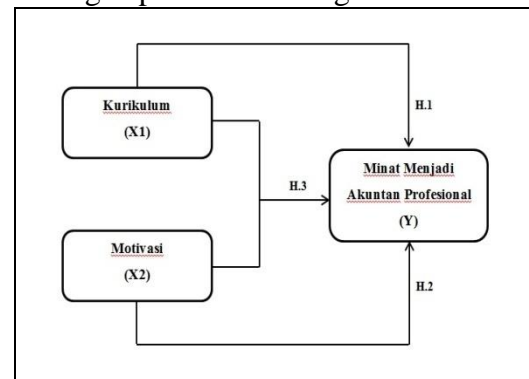 Kurikulum
(X1)
H.1
Minat Menjadi
Akuntan Profesional
(Y)
H.3
Motivasi
(X2)
H.2